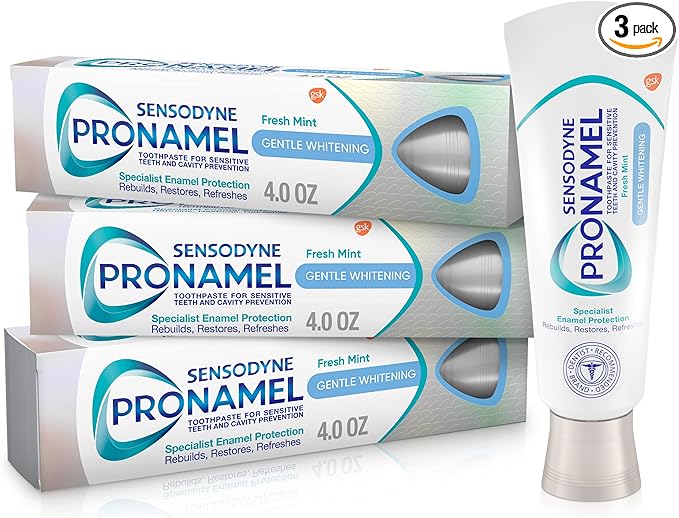 3 pack
SENSODYNE
PRONAMEL
TOOTHPASTE FOR SENSITIVE
TEETH AND CAVITY PREVENTION
Specialist Enamel Protection
Rebuilds, Restores, Refreshes
Fresh Mint
GENTLE WHITENING
4.0 OZ
gsk
SENSODYNE
PRONAMEL
TOOTHPASTE FOR SENSITIVE
TEETH AND CAVITY PREVENTION
Specialist Enamel Protection
Rebuilds, Restores, Refreshes
Fresh Mint
GENTLE WHITENING
4.0 OZ
gsk
SENSODYNE
PRONAMEL
TOOTHPASTE FOR SENSITIVE
TEETH AND CAVITY PREVENTION
Specialist Enamel Protection
Rebuilds, Restores, Refreshes
Fresh Mint
GENTLE WHITENING
4.0 OZ
gsk
SENSODYNE
PRONAMEL
TOOTHPASTE FOR SENSITIVE
TEETH AND CAVITY PREVENTION
Fresh Mint
GENTLE WHITENING
Specialist
Enamel Protection
Rebuilds, Restores, Refreshes
DENTIST RECOMMENDED
BRAND